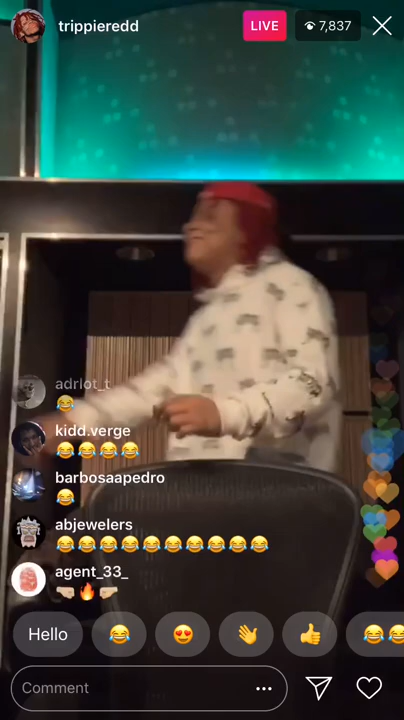 trippieredd
LIVE
7,837
adriot_t
😂
kidd.verge
😂😂😂😂
barbosaapedro
😂
abjewelers
😂😂😂😂😂😂😂😂😂😂
agent_33_
🤜🔥🤛
Hello
😂 😍 👋 👍 😂😂
Comment